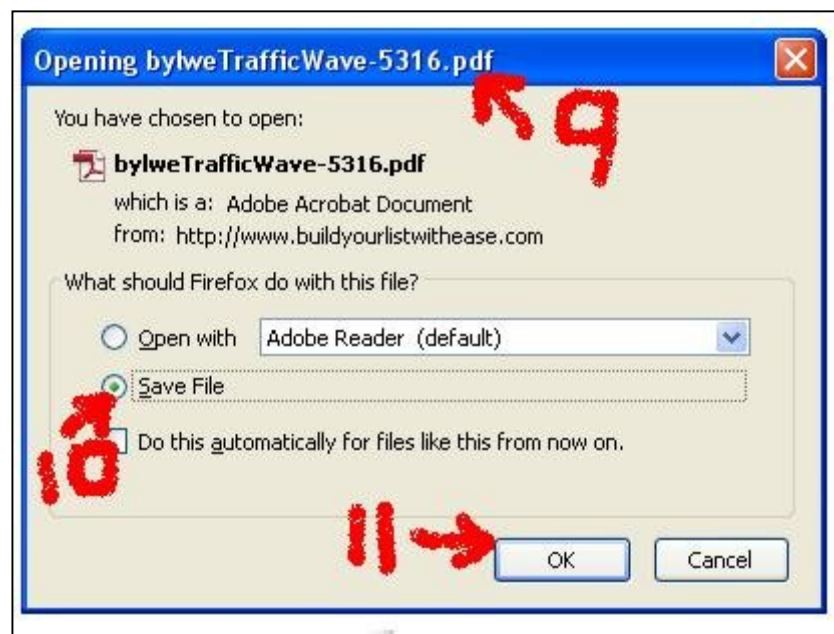 Opening bylweTrafficWave-5316.pdf
9
You have chosen to open:
bylweTrafficWave-5316.pdf
which is a: Adobe Acrobat Document
from: http://www.buildyourlistwithease.com
What should Firefox do with this file?
Open with Adobe Reader (default)
Save File
10
Do this automatically for files like this from now on.
11
OK Cancel